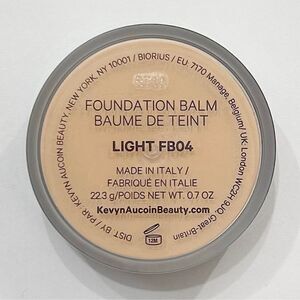 DIST BY / PAR : KEVYN AUCOIN BEAUTY, NEW YORK, NY 10001 / BIORIUS / EU 7170 Manage, Belgium/ UK: London WC2H 9JQ Great-Britain
FOUNDATION BALM
BAUME DE TEINT
LIGHT FB04
MADE IN ITALY /
FABRIQUÉ EN ITALIE
22.3 g/POIDS NET WT. 0.7 OZ
KevynAucoinBeauty.com
12M